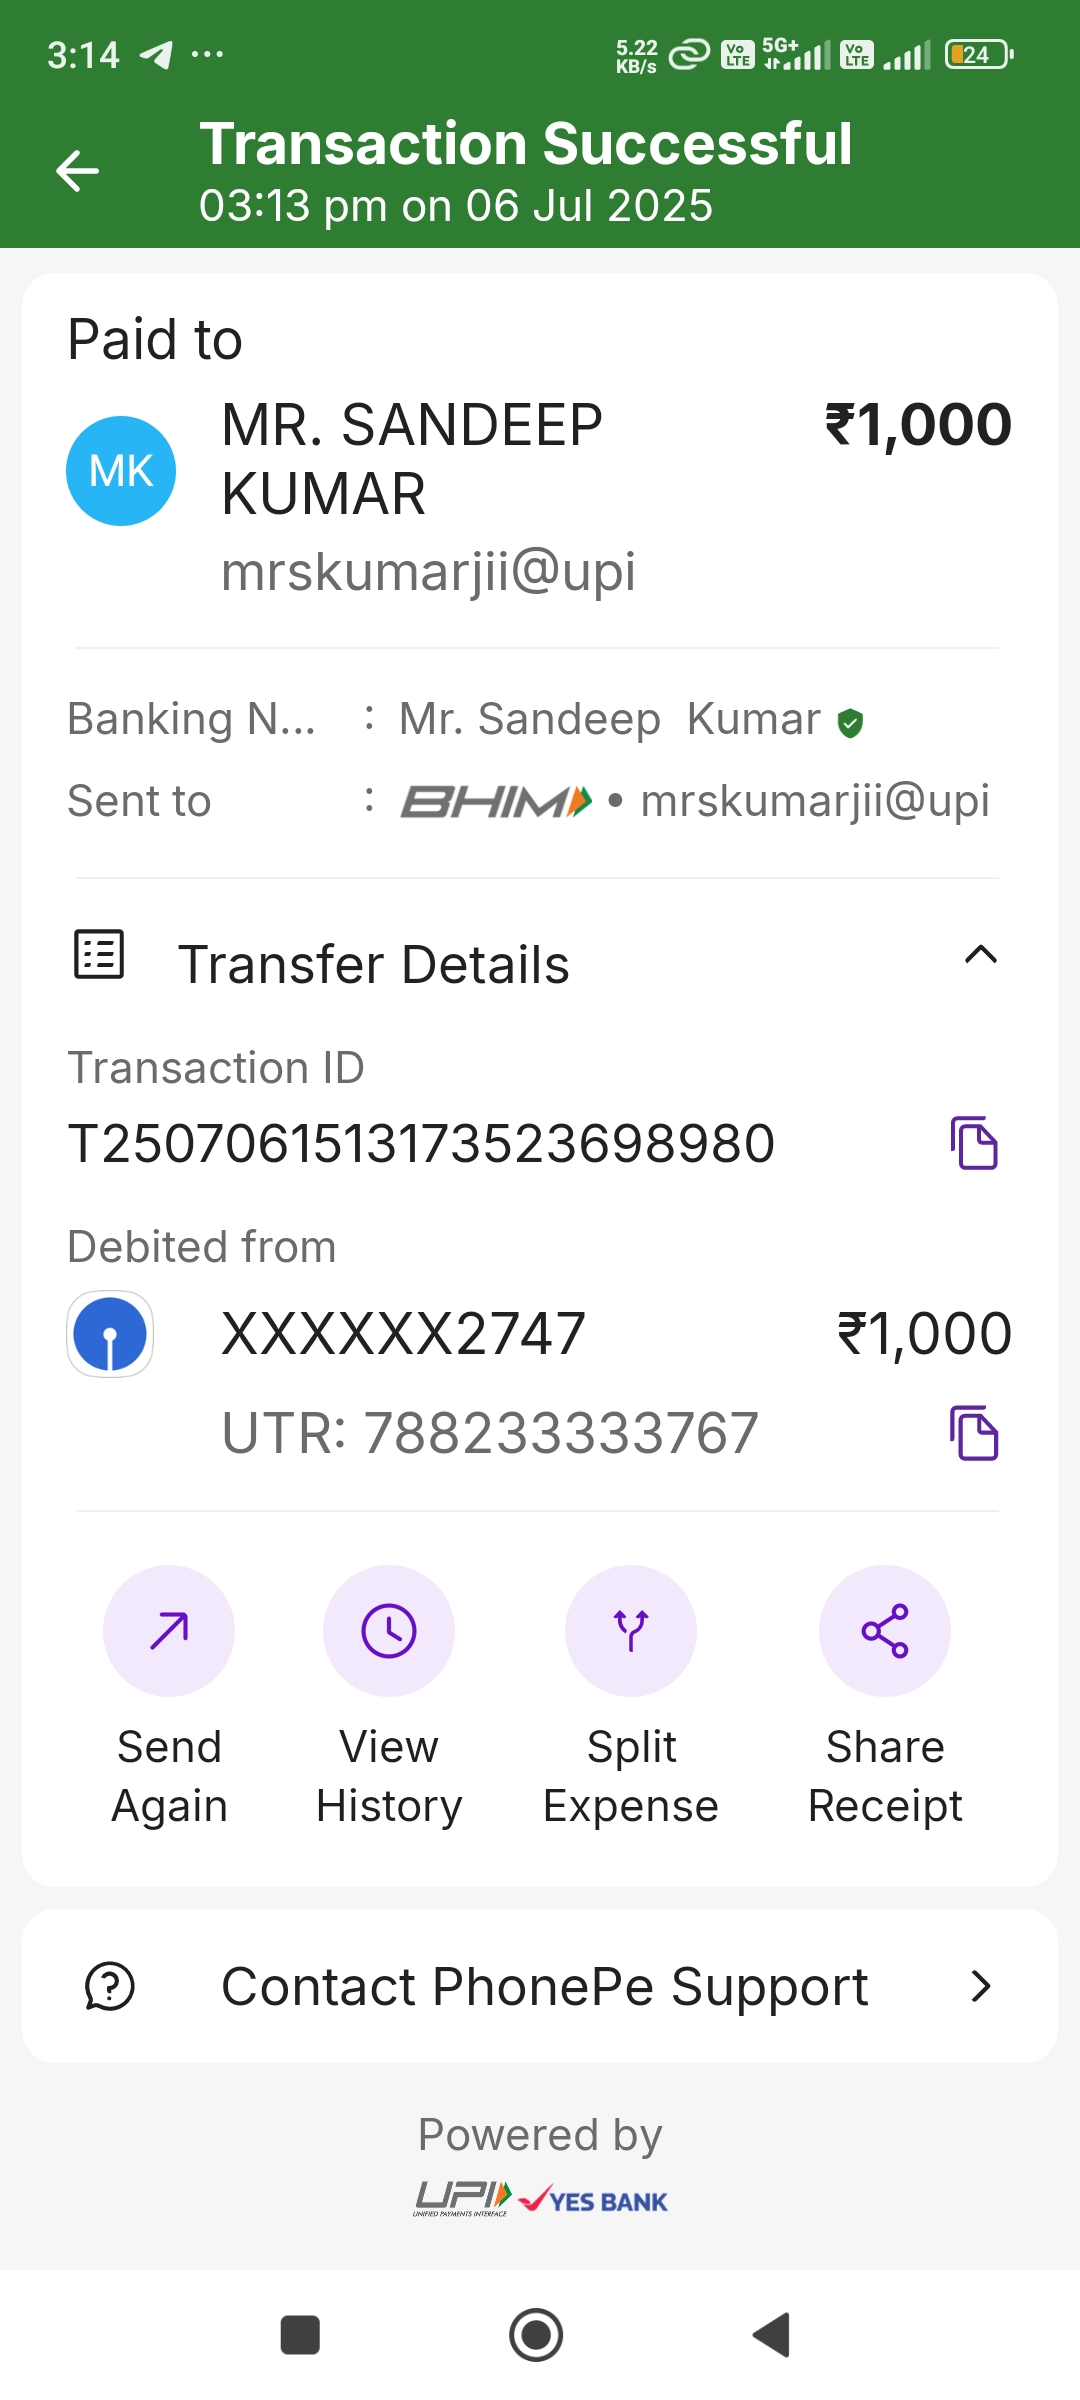 3:14 ... 5.22 KB/s Vo LTE 5G+ Vo LTE 24
Transaction Successful
03:13 pm on 06 Jul 2025
Paid to
MK MR. SANDEEP KUMAR ₹1,000
mrskumarjii@upi
Banking N... : Mr. Sandeep Kumar
Sent to : BHIM • mrskumarjii@upi
Transfer Details
Transaction ID
T2507061513173523698980
Debited from
XXXXXX2747 ₹1,000
UTR: 788233333767
Send Again
View History
Split Expense
Share Receipt
Contact PhonePe Support
Powered by
UPI UNIFIED PAYMENTS INTERFACE YES BANK